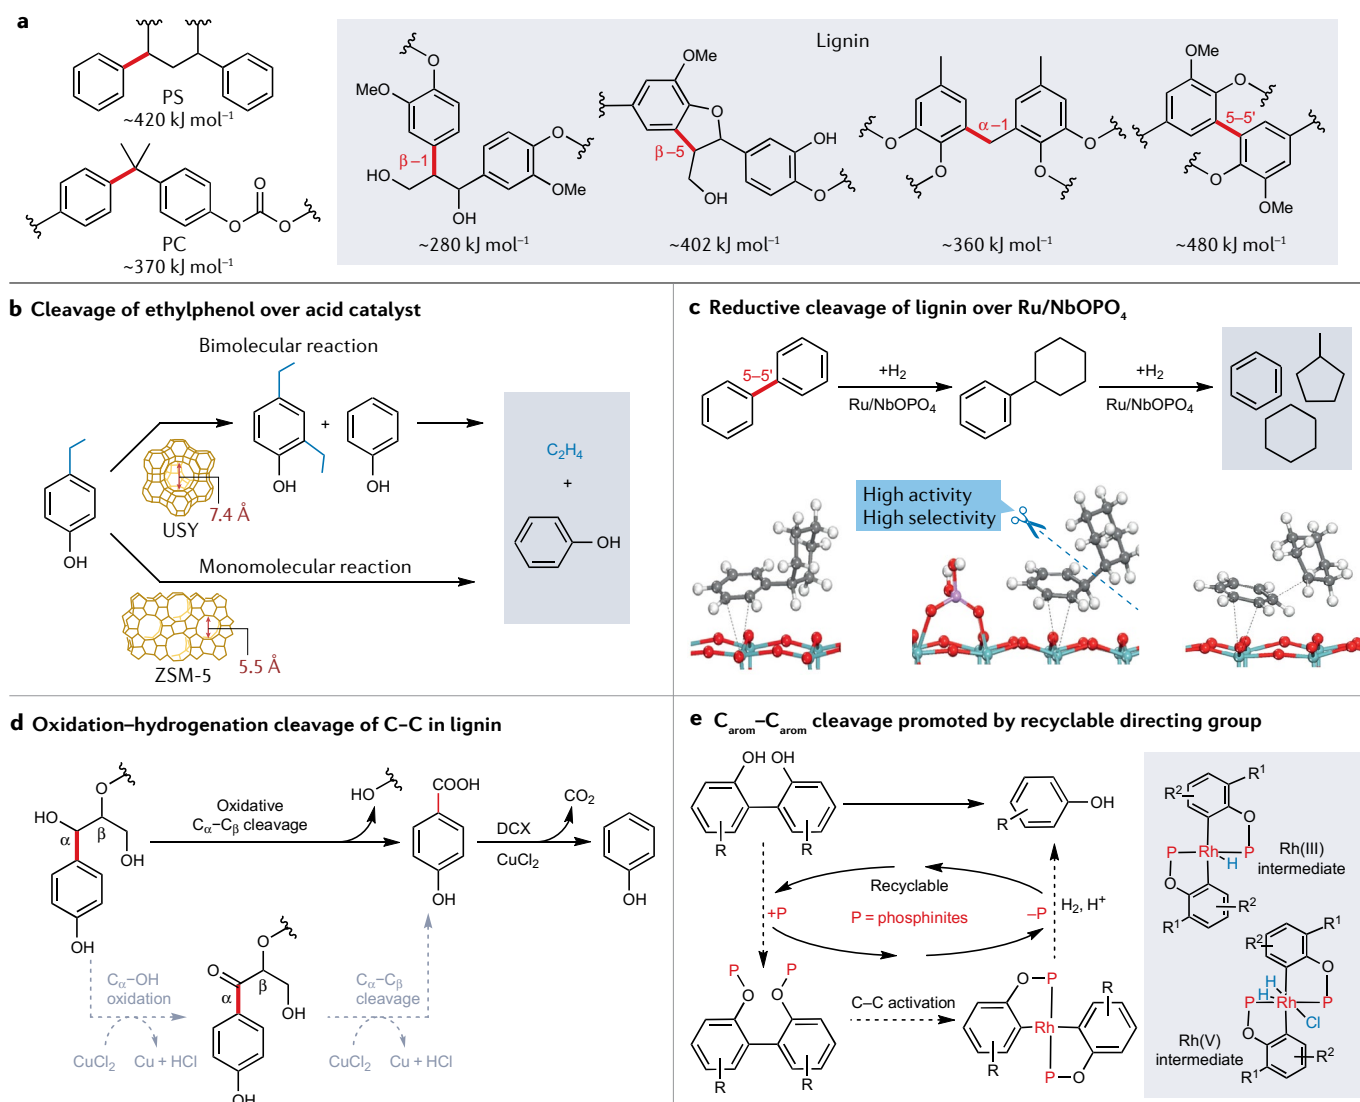 a
PS
~420 kJ mol⁻¹
O
O
O
PC
~370 kJ mol⁻¹
Lignin
O
MeO
β–1
HO
OH
O
OMe
~280 kJ mol⁻¹
OMe
O
β–5
HO
OH
O
~402 kJ mol⁻¹
α–1
O
O
O
O
~360 kJ mol⁻¹
OMe
O
5–5'
O
OMe
~480 kJ mol⁻¹
b Cleavage of ethylphenol over acid catalyst
Bimolecular reaction
+
OH
OH
OH
7.4 Å
USY
Monomolecular reaction
5.5 Å
ZSM-5
C₂H₄
+
OH
c Reductive cleavage of lignin over Ru/NbOPO₄
5–5'
+H₂
Ru/NbOPO₄
+H₂
Ru/NbOPO₄
High activity
High selectivity
d Oxidation–hydrogenation cleavage of C–C in lignin
O
HO
β
α
OH
OH
Oxidative
Cα–Cβ cleavage
HO
COOH
OH
CO₂
DCX
CuCl₂
OH
Cα–OH
oxidation
CuCl₂
Cu + HCl
O
O
β
α
OH
OH
Cα–Cβ
cleavage
CuCl₂
Cu + HCl
e Cₐᵣₒₘ–Cₐᵣₒₘ cleavage promoted by recyclable directing group
OH OH
R
R
OH
R
Recyclable
+P
P = phosphinites
–P
H₂, H⁺
P
P
O
O
R
R
C–C activation
O
P
R
Rh
R
P
O
R¹
R²
O
P
Rh
P
H
O
R²
R¹
Rh(III)
intermediate
R¹
R²
O
H
H
P
Rh
P
Cl
O
R²
R¹
Rh(V)
intermediate